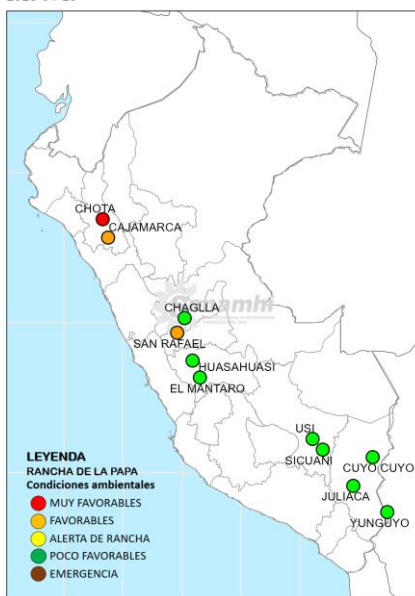 CHOTA
CAJAMARCA
CHAGLLA
SAN RAFAEL
HUASAHUASI
EL MANTARO
USI
SICUANI
CUYO CUYO
JULIACA
YUNGUYO
LEYENDA
RANCHA DE LA PAPA
Condiciones ambientales
MUY FAVORABLES
FAVORABLES
ALERTA DE RANCHA
POCO FAVORABLES
EMERGENCIA